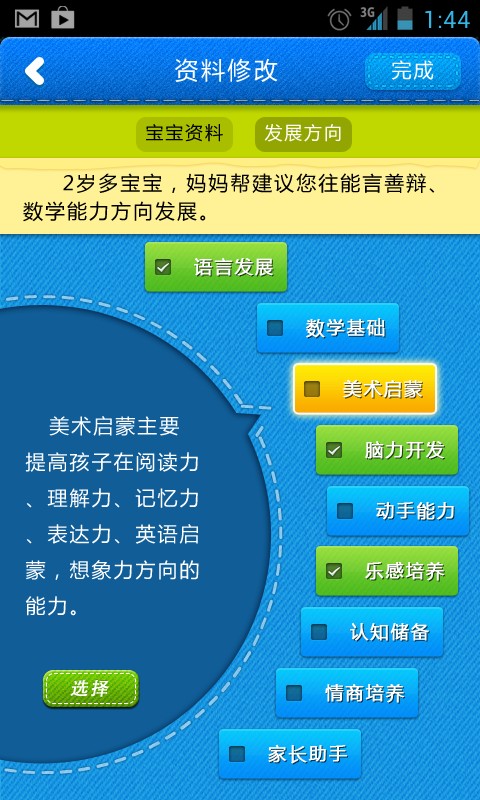 3G
1:44
资料修改
完成
宝宝资料
发展方向
2岁多宝宝，妈妈帮建议您往能言善辩、
数学能力方向发展。
语言发展
数学基础
美术启蒙
脑力开发
动手能力
乐感培养
认知储备
情商培养
家长助手
美术启蒙主要
提高孩子在阅读力
、理解力、记忆力
、表达力、英语启
蒙，想象力方向的
能力。
选择